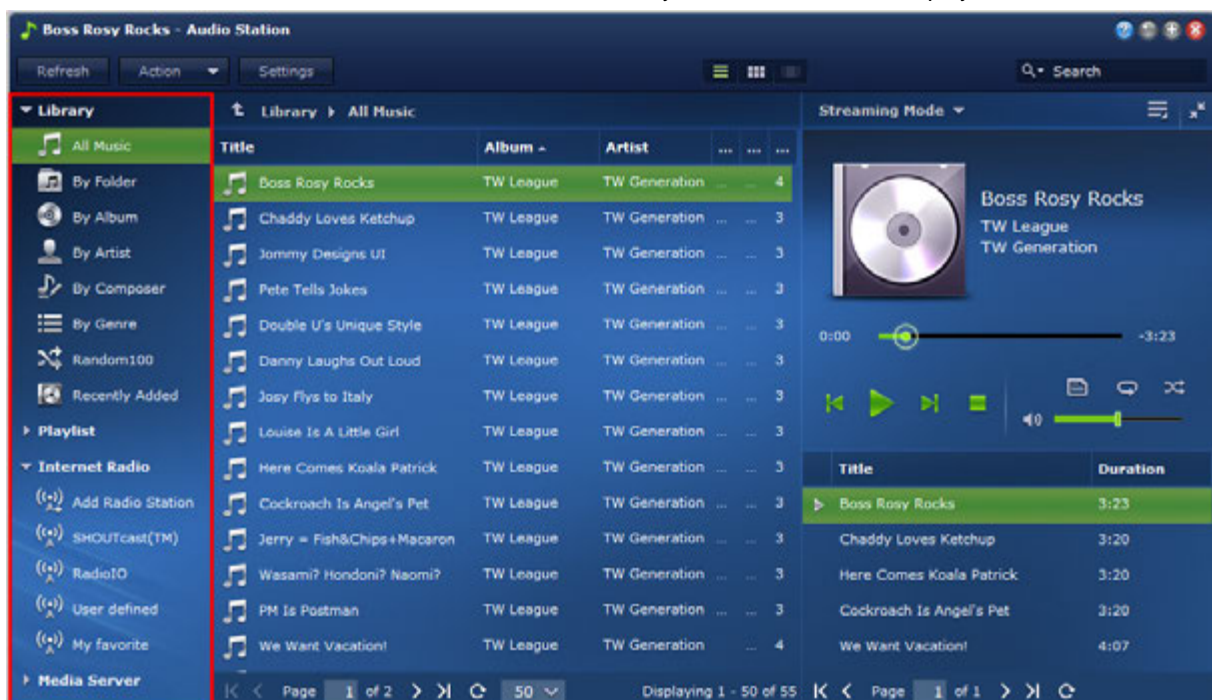 Boss Rosy Rocks - Audio Station
Refresh Action Settings Search
Library
All Music
By Folder
By Album
By Artist
By Composer
By Genre
Random100
Recently Added
Playlist
Internet Radio
Add Radio Station
SHOUTcast(TM)
RadioIO
User defined
My favorite
Media Server
Library All Music
Title Album Artist ... ... ...
Boss Rosy Rocks TW League TW Generation ... ... 4
Chaddy Loves Ketchup TW League TW Generation ... ... 3
Jommy Designs UI TW League TW Generation ... ... 3
Pete Tells Jokes TW League TW Generation ... ... 3
Double U's Unique Style TW League TW Generation ... ... 3
Danny Laughs Out Loud TW League TW Generation ... ... 3
Josy Flys to Italy TW League TW Generation ... ... 3
Louise Is A Little Girl TW League TW Generation ... ... 3
Here Comes Koala Patrick TW League TW Generation ... ... 3
Cockroach Is Angel's Pet TW League TW Generation ... ... 3
Jerry = Fish&Chips+Macaron TW League TW Generation ... ... 3
Wasami? Hondoni? Naomi? TW League TW Generation ... ... 3
PM Is Postman TW League TW Generation ... ... 3
We Want Vacation! TW League TW Generation ... 4
Page 1 of 2 50 Displaying 1 - 50 of 55
Streaming Mode
Boss Rosy Rocks
TW League
TW Generation
0:00 -3:23
Title Duration
Boss Rosy Rocks 3:23
Chaddy Loves Ketchup 3:20
Here Comes Koala Patrick 3:20
Cockroach Is Angel's Pet 3:20
We Want Vacation! 4:07
Page 1 of 1